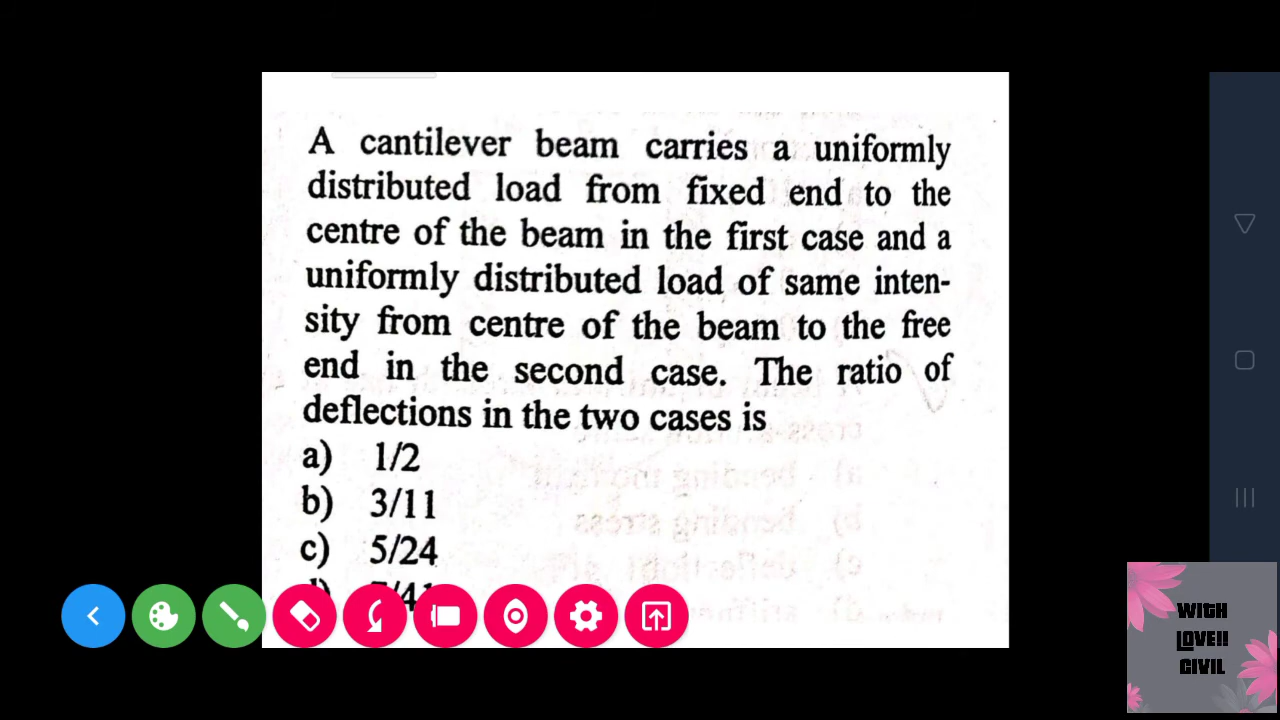 A cantilever beam carries a uniformly
distributed load from fixed end to the
centre of the beam in the first case and a
uniformly distributed load of same inten-
sity from centre of the beam to the free
end in the second case. The ratio of
deflections in the two cases is
a) 1/2
b) 3/11
c) 5/24
WITH
LOVEII
CIVIL